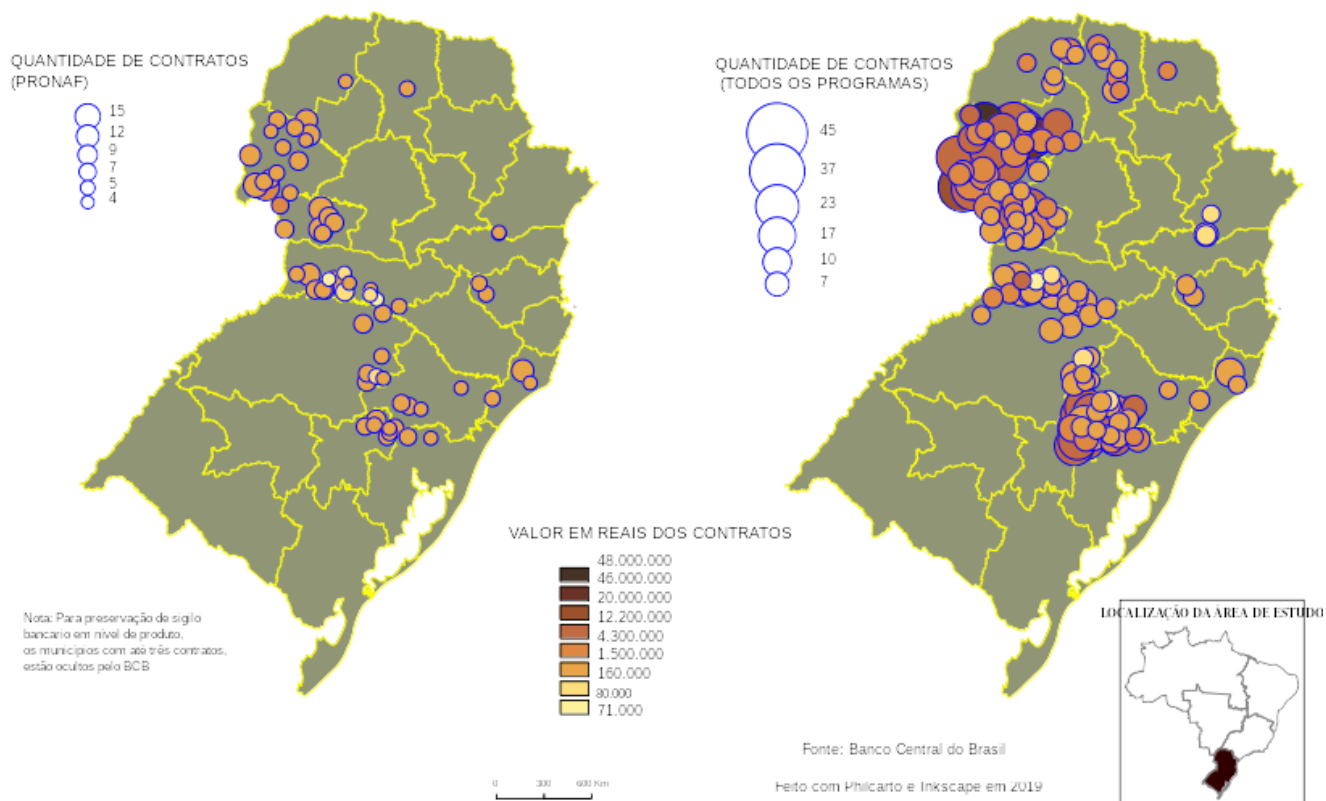 QUANTIDADE DE CONTRATOS
(PRONAF)
15
12
9
7
5
4
QUANTIDADE DE CONTRATOS
(TODOS OS PROGRAMAS)
45
37
23
17
10
7
VALOR EM REAIS DOS CONTRATOS
48.000.000
46.000.000
20.000.000
12.200.000
4.300.000
1.500.000
160.000
80.000
71.000
Nota: Para preservação de sigilo
bancario em nivel de produto,
os municipios com até três contratos,
estão ocultos pelo BCB
LOCALIZAÇÃO DA ÁREA DE ESTUDO
Fonte: Banco Central do Brasil
Feito com Philcarto e Inkscape em 2019
0 300 600 Km